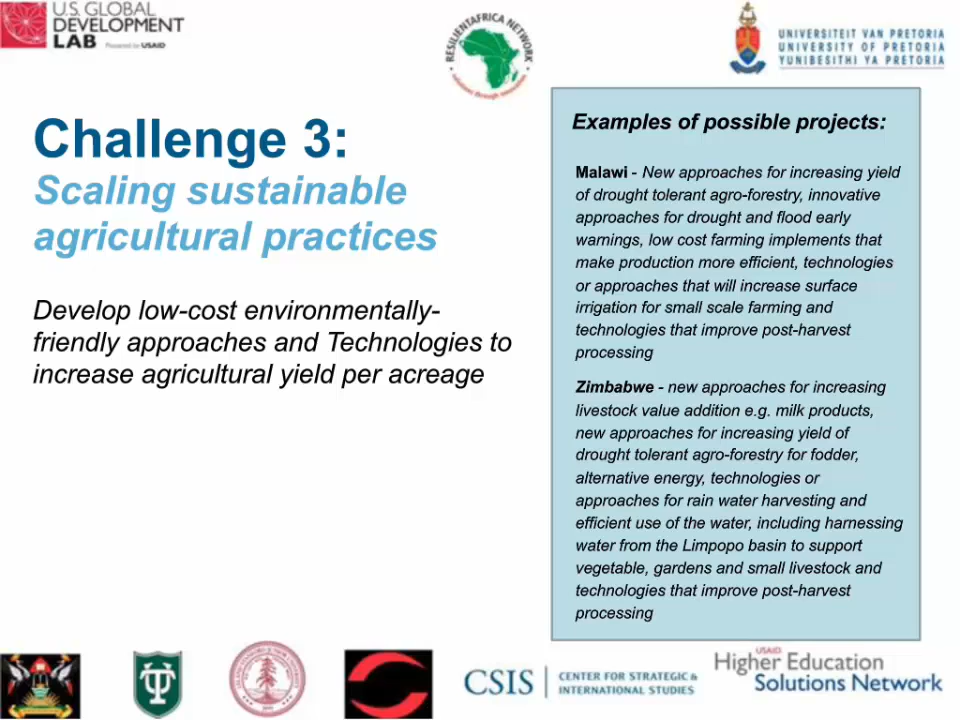 U.S. GLOBAL
DEVELOPMENT
LAB Powered by USAID
RESILIENTAFRICA NETWORK
solutions through innovation
UNIVERSITEIT VAN PRETORIA
UNIVERSITY OF PRETORIA
YUNIBESITHI YA PRETORIA
Challenge 3:
Scaling sustainable
agricultural practices
Develop low-cost environmentally-
friendly approaches and Technologies to
increase agricultural yield per acreage
Examples of possible projects:
Malawi - New approaches for increasing yield
of drought tolerant agro-forestry, innovative
approaches for drought and flood early
warnings, low cost farming implements that
make production more efficient, technologies
or approaches that will increase surface
irrigation for small scale farming and
technologies that improve post-harvest
processing
Zimbabwe - new approaches for increasing
livestock value addition e.g. milk products,
new approaches for increasing yield of
drought tolerant agro-forestry for fodder,
alternative energy, technologies or
approaches for rain water harvesting and
efficient use of the water, including harnessing
water from the Limpopo basin to support
vegetable, gardens and small livestock and
technologies that improve post-harvest
processing
CSIS
CENTER FOR STRATEGIC &
INTERNATIONAL STUDIES
USAID
Higher Education
Solutions Network